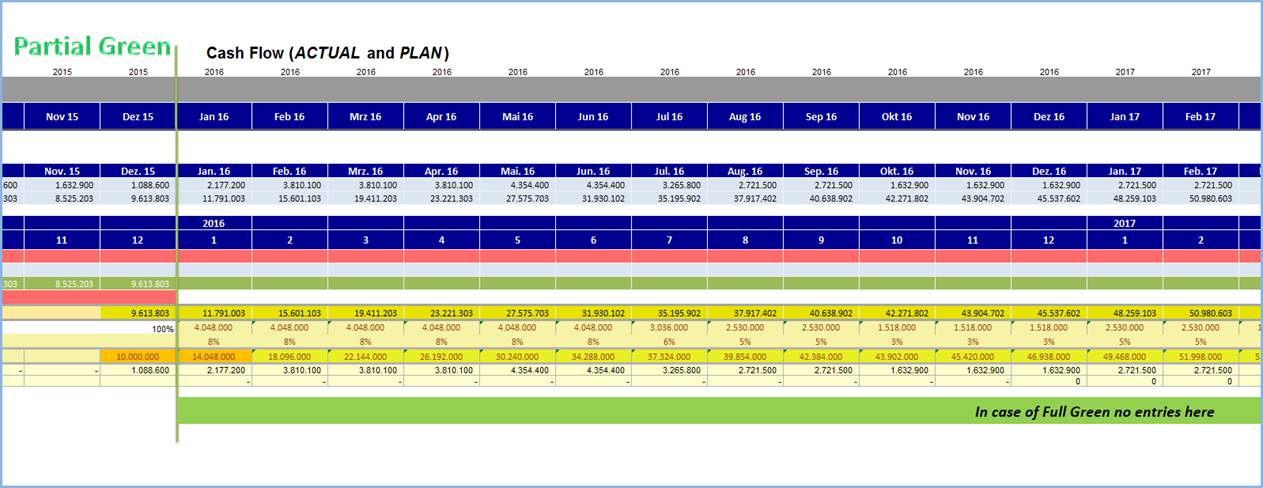 Partial Green Cash Flow (ACTUAL and PLAN)
2015 2015 2016 2016 2016 2016 2016 2016 2016 2016 2016 2016 2016 2016 2017 2017
Nov 15 Dez 15 Jan 16 Feb 16 Mrz 16 Apr 16 Mai 16 Jun 16 Jul 16 Aug 16 Sep 16 Okt 16 Nov 16 Dez 16 Jan 17 Feb 17
Nov. 15 Dez. 15 Jan. 16 Feb. 16 Mrz. 16 Apr. 16 Mai. 16 Jun. 16 Jul. 16 Aug. 16 Sep. 16 Okt. 16 Nov. 16 Dez. 16 Jan. 17 Feb. 17
600 1.632.900 1.088.600 2.177.200 3.810.100 3.810.100 3.810.100 4.354.400 4.354.400 3.265.800 2.721.500 2.721.500 1.632.900 1.632.900 1.632.900 2.721.500 2.721.500
303 8.525.203 9.613.803 11.791.003 15.601.103 19.411.203 23.221.303 27.575.703 31.930.102 35.195.902 37.917.402 40.638.902 42.271.802 43.904.702 45.537.602 48.259.103 50.980.603
2016 2017
11 12 1 2 3 4 5 6 7 8 9 10 11 12 1 2
303 8.525.203 9.613.803
9.613.803 11.791.003 15.601.103 19.411.203 23.221.303 27.575.703 31.930.102 35.195.902 37.917.402 40.638.902 42.271.802 43.904.702 45.537.602 48.259.103 50.980.603
100% 4.048.000 4.048.000 4.048.000 4.048.000 4.048.000 4.048.000 3.036.000 2.530.000 2.530.000 1.518.000 1.518.000 1.518.000 2.530.000 2.530.000 1
8% 8% 8% 8% 8% 8% 6% 5% 5% 3% 3% 3% 5% 5%
10.000.000 14.048.000 18.096.000 22.144.000 26.192.000 30.240.000 34.288.000 37.324.000 39.854.000 42.384.000 43.902.000 45.420.000 46.938.000 49.468.000 51.998.000 5
- - 1.088.600 2.177.200 3.810.100 3.810.100 3.810.100 4.354.400 4.354.400 3.265.800 2.721.500 2.721.500 1.632.900 1.632.900 1.632.900 2.721.500 2.721.500
- - - - - - - - - - - 0 0 0
In case of Full Green no entries here